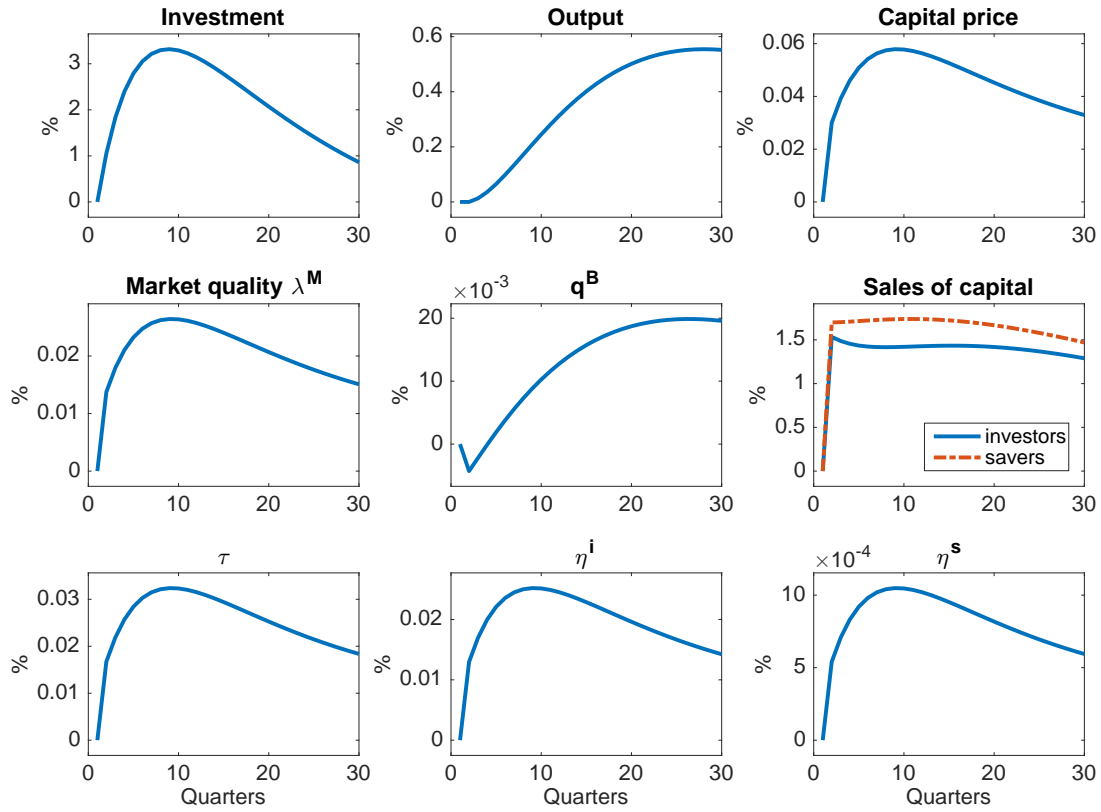 Investment
%
3
2
1
0
0 10 20 30
Output
%
0.6
0.4
0.2
0
0 10 20 30
Capital price
%
0.06
0.04
0.02
0
0 10 20 30
Market quality λ^M
%
0.02
0.01
0
0 10 20 30
q^B
×10^-3
%
20
10
0
0 10 20 30
Sales of capital
%
1.5
1
0.5
0
investors
savers
0 10 20 30
τ
%
0.03
0.02
0.01
0
0 10 20 30
Quarters
η^i
%
0.02
0.01
0
0 10 20 30
Quarters
η^s
×10^-4
%
10
5
0
0 10 20 30
Quarters